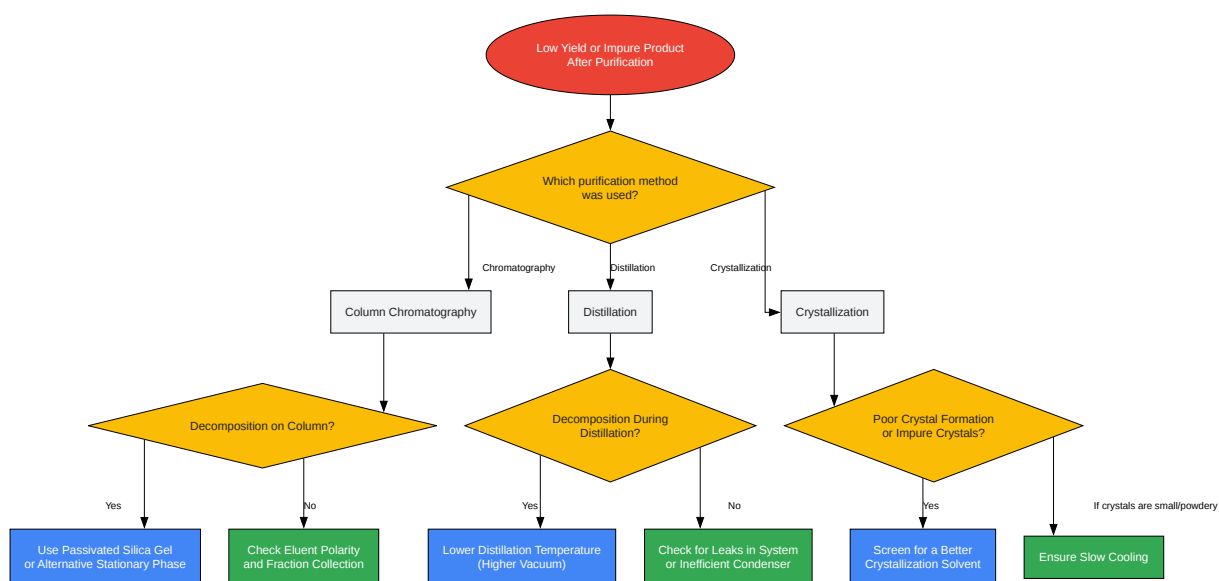 Low Yield or Impure Product
After Purification
Which purification method
was used?
Chromatography
Distillation
Crystallization
Column Chromatography
Distillation
Crystallization
Decomposition on Column?
Decomposition During
Distillation?
Poor Crystal Formation
or Impure Crystals?
Yes
No
Yes
No
Yes
If crystals are small/powdery
Use Passivated Silica Gel
or Alternative Stationary Phase
Check Eluent Polarity
and Fraction Collection
Lower Distillation Temperature
(Higher Vacuum)
Check for Leaks in System
or Inefficient Condenser
Screen for a Better
Crystallization Solvent
Ensure Slow Cooling